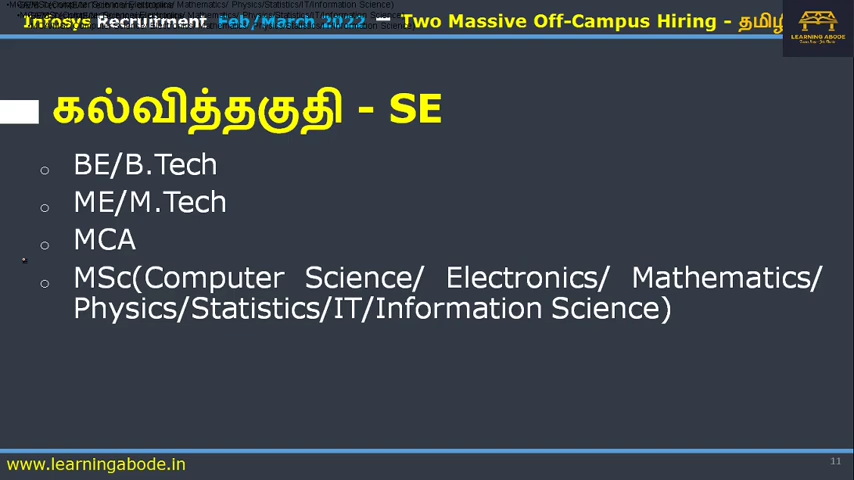 Infosys Recruitment Feb/March 2022 – Two Massive Off-Campus Hiring - தமிழ்
LEARNING ABODE
கல்வித்தகுதி - SE
BE/B.Tech
ME/M.Tech
MCA
MSc(Computer Science/ Electronics/ Mathematics/
Physics/Statistics/IT/Information Science)
www.learningabode.in
11